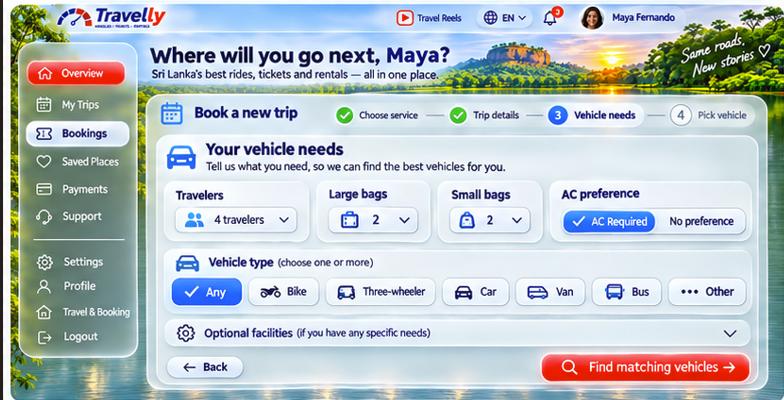 Travelly
VEHICLES | TICKETS | RENTALS
Travel Reels
EN
3
Maya Fernando
Where will you go next, Maya?
Sri Lanka's best rides, tickets and rentals — all in one place.
Same roads.
New stories ♡
Overview
My Trips
Bookings
Saved Places
Payments
Support
Settings
Profile
Travel & Booking
Logout
Book a new trip
Choose service
Trip details
3 Vehicle needs
4 Pick vehicle
Your vehicle needs
Tell us what you need, so we can find the best vehicles for you.
Travelers
4 travelers
Large bags
2
Small bags
2
AC preference
AC Required
No preference
Vehicle type (choose one or more)
Any
Bike
Three-wheeler
Car
Van
Bus
Other
Optional facilities (if you have any specific needs)
← Back
Find matching vehicles →